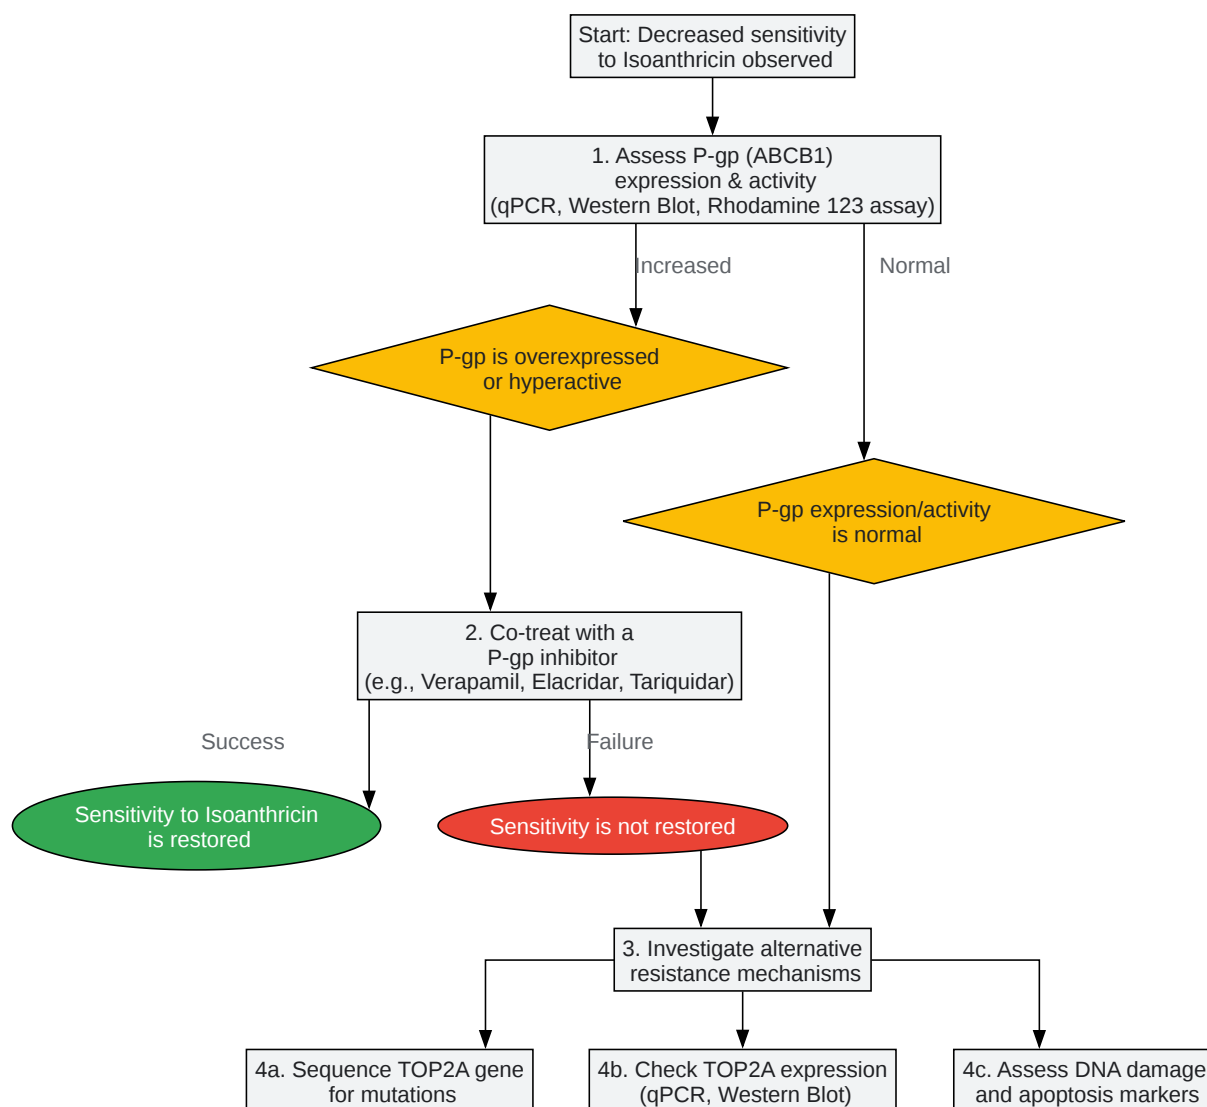 Start: Decreased sensitivity
to Isoanthricin observed
1. Assess P-gp (ABCB1)
expression & activity
(qPCR, Western Blot, Rhodamine 123 assay)
Increased
Normal
P-gp is overexpressed
or hyperactive
P-gp expression/activity
is normal
2. Co-treat with a
P-gp inhibitor
(e.g., Verapamil, Elacridar, Tariquidar)
Success
Failure
Sensitivity to Isoanthricin
is restored
Sensitivity is not restored
3. Investigate alternative
resistance mechanisms
4a. Sequence TOP2A gene
for mutations
4b. Check TOP2A expression
(qPCR, Western Blot)
4c. Assess DNA damage
and apoptosis markers